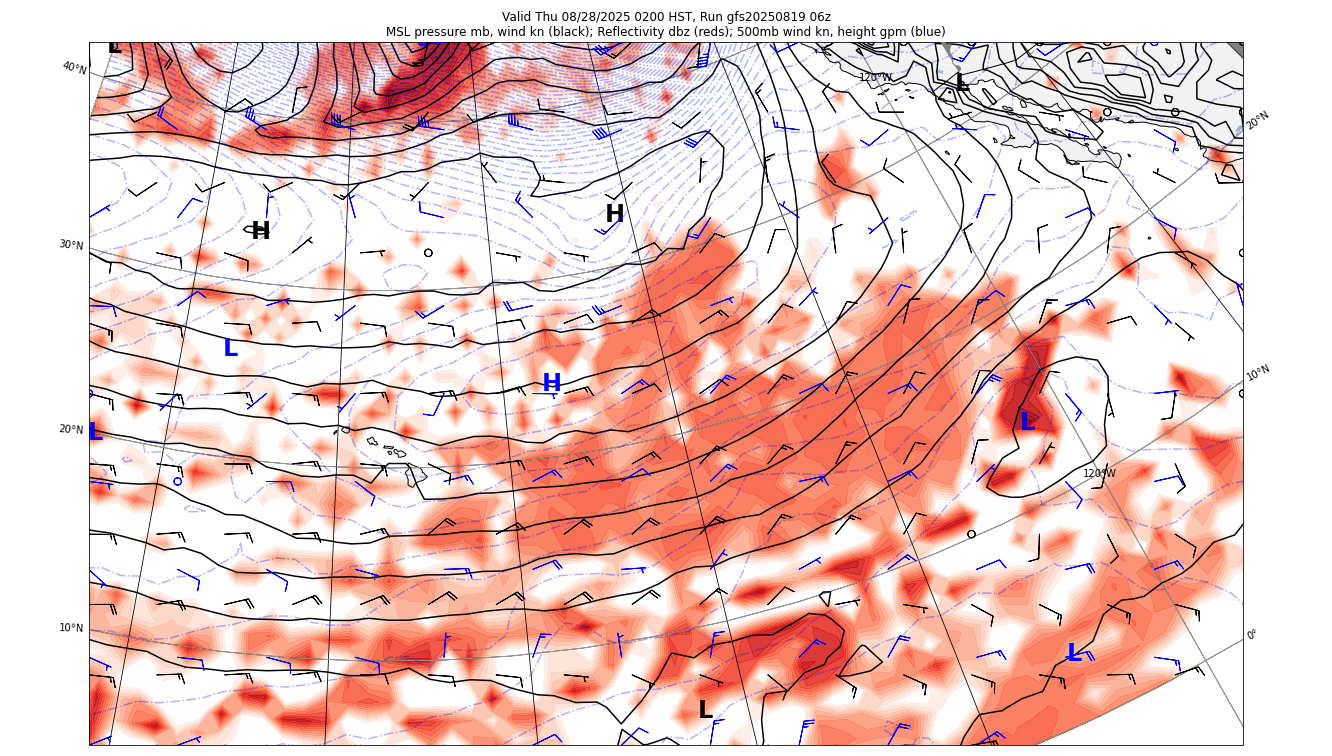 Valid Thu 08/28/2025 0200 HST, Run gfs20250819 06z
MSL pressure mb, wind kn (black); Reflectivity dbz (reds); 500mb wind kn, height gpm (blue)
L
40°N
120°W
L
20°N
H
H
30°N
L
H
10°N
20°N
L
L
120°W
10°N
0°
L
L